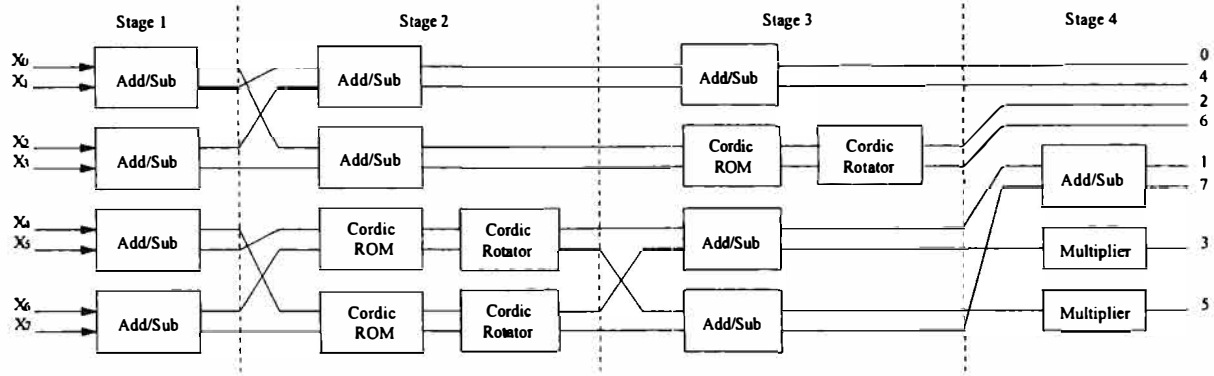 Stage 1
Stage 2
Stage 3
Stage 4
X0
X1
Add/Sub
Add/Sub
Add/Sub
0
4
X2
X3
Add/Sub
Add/Sub
Cordic
ROM
Cordic
Rotator
2
6
Add/Sub
1
7
X4
X5
Add/Sub
Cordic
ROM
Cordic
Rotator
Add/Sub
Multiplier
3
X6
X7
Add/Sub
Cordic
ROM
Cordic
Rotator
Add/Sub
Multiplier
5